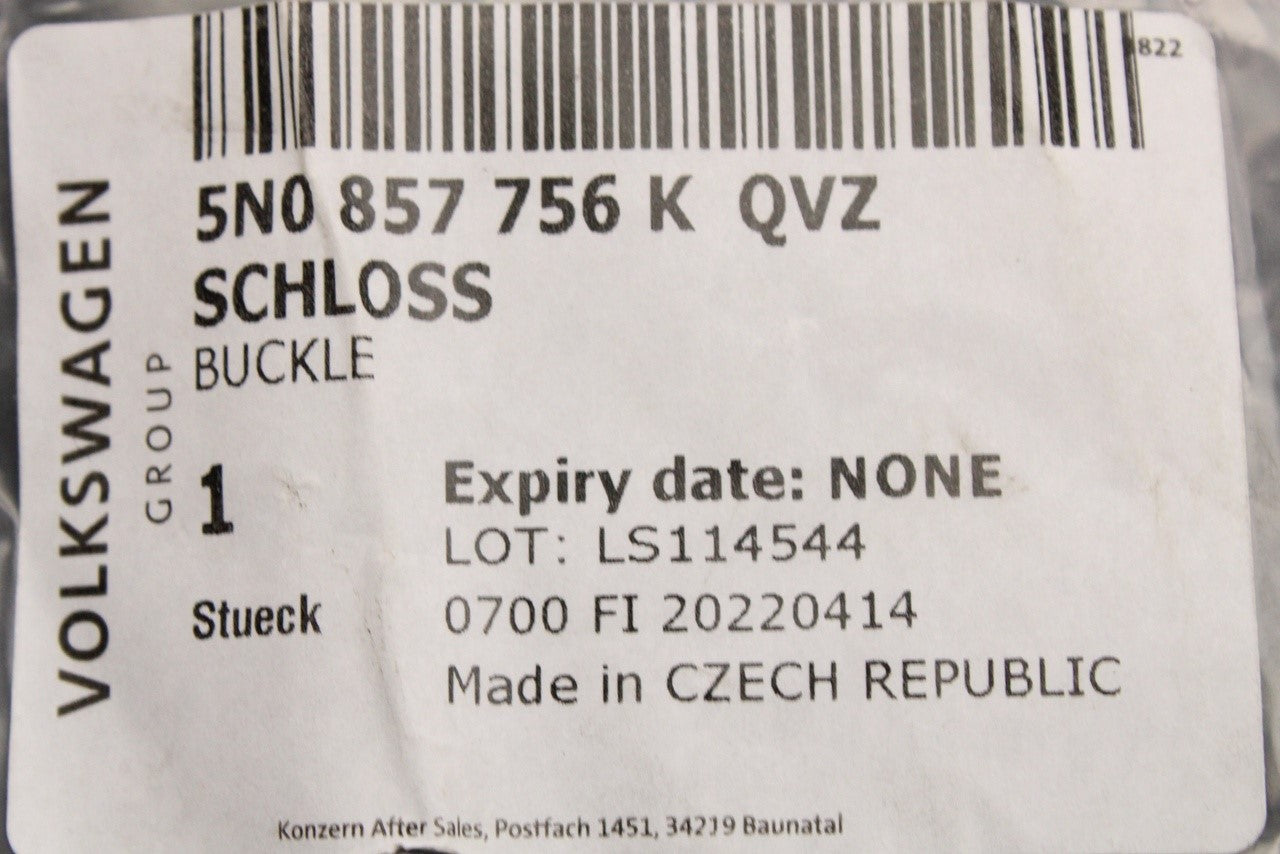 822
5N0 857 756 K QVZ
SCHLOSS
BUCKLE
VOLKSWAGEN
GROUP
1
Stueck
Expiry date: NONE
LOT: LS114544
0700 FI 20220414
Made in CZECH REPUBLIC
Konzern After Sales, Postfach 1451, 34219 Baunatal